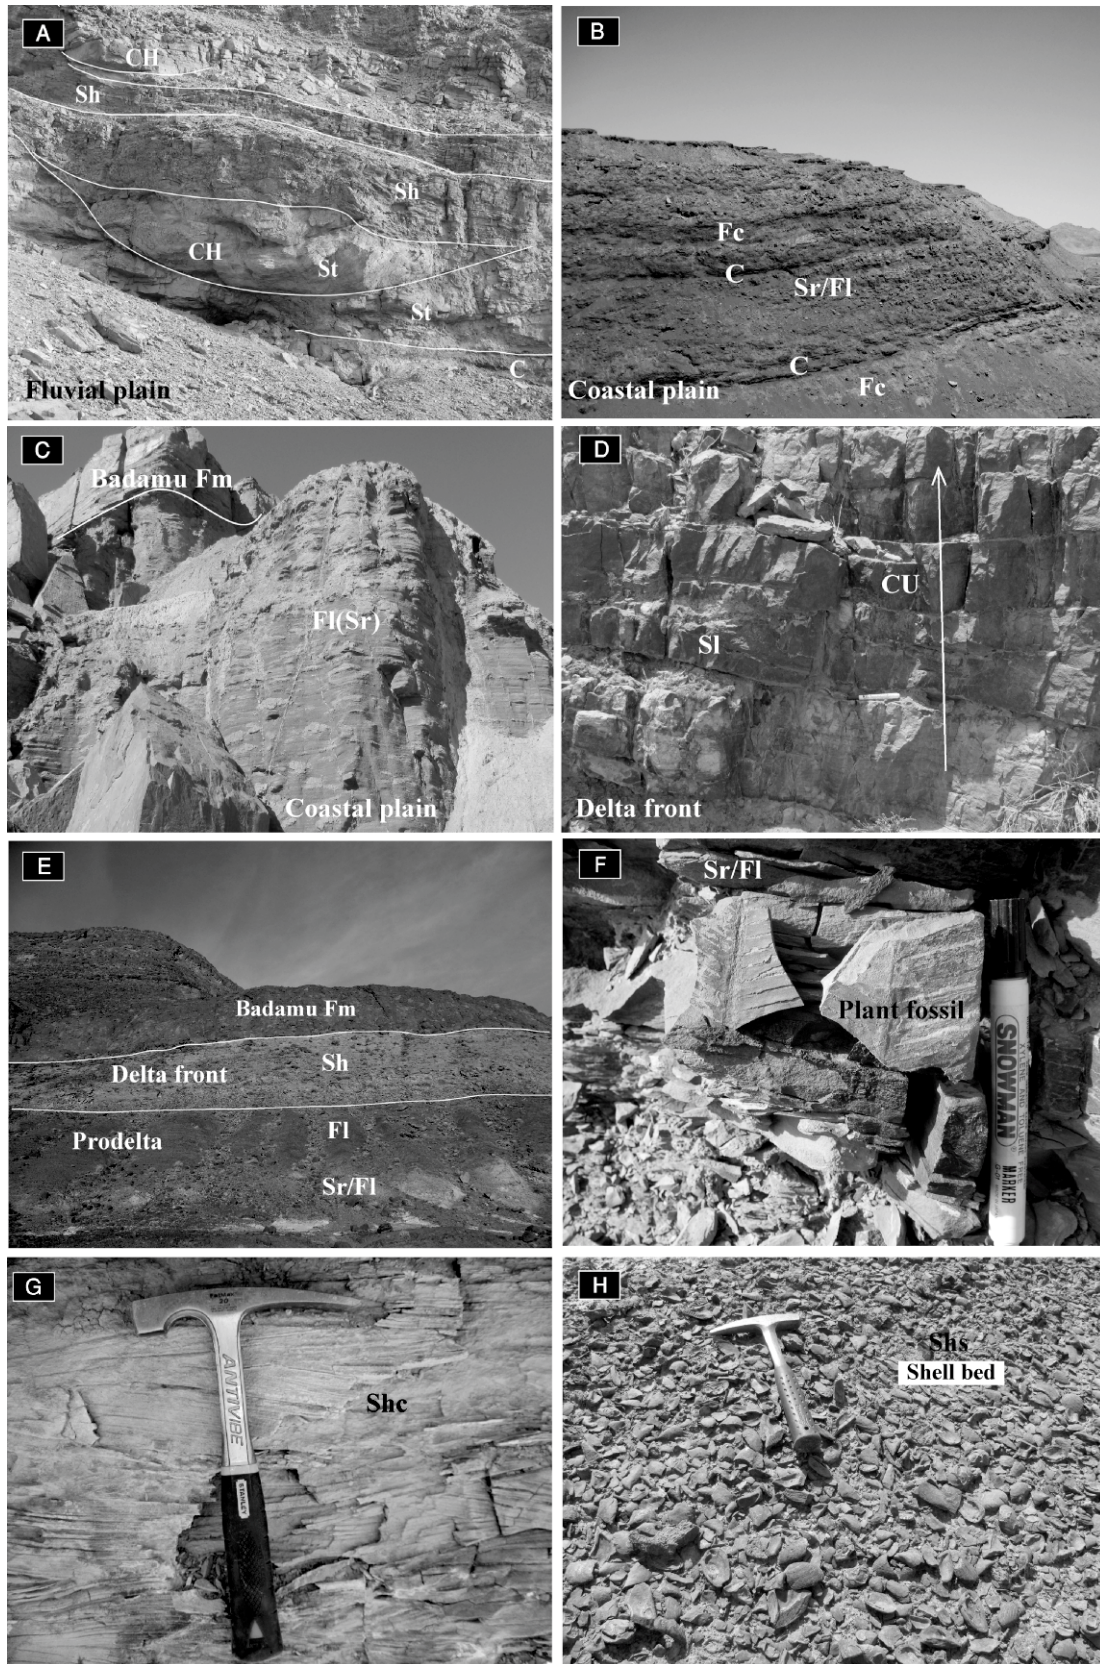 A
CH
Sh
Sh
CH
St
St
C
Fluvial plain
B
Fc
C
Sr/Fl
C
Fc
Coastal plain
C
Badamu Fm
Fl(Sr)
Coastal plain
D
CU
Sl
Delta front
E
Badamu Fm
Sh
Delta front
Fl
Prodelta
Sr/Fl
F
Sr/Fl
Plant fossil
SNOWMAN
MARKER
G
ANTIVIBE
Shc
STANLEY
H
Shs
Shell bed